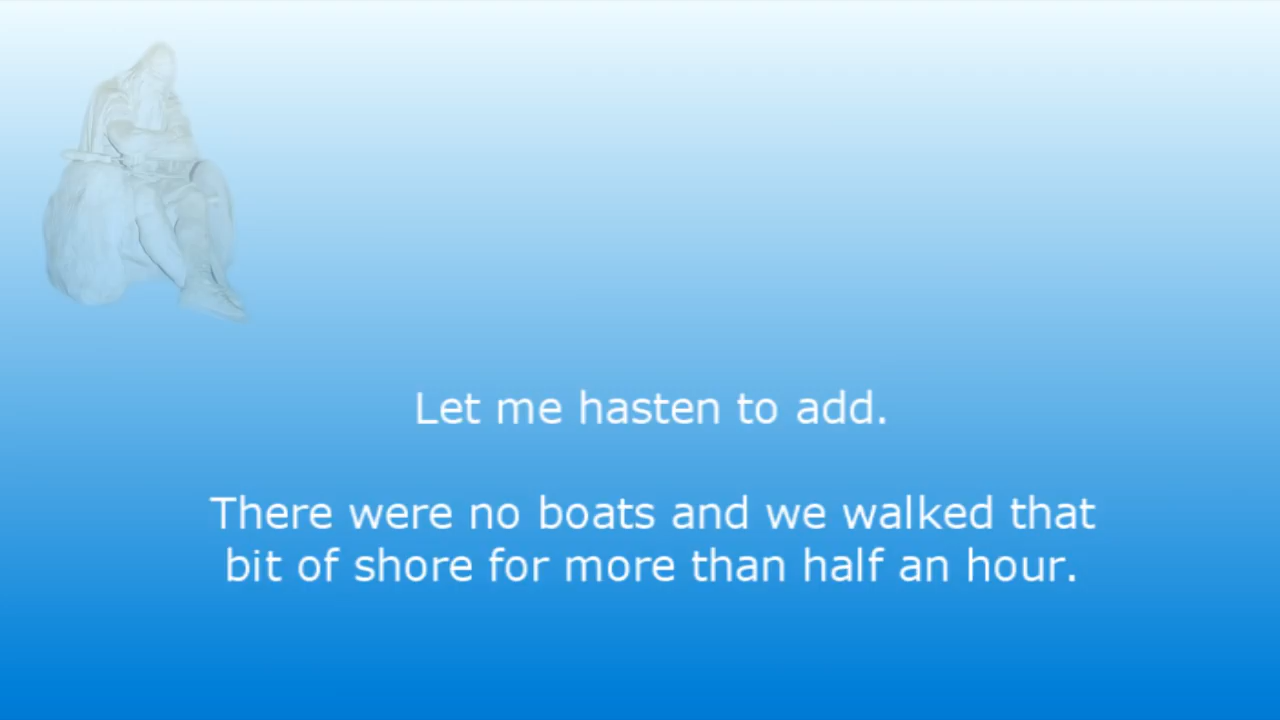 Let me hasten to add.
There were no boats and we walked that
bit of shore for more than half an hour.